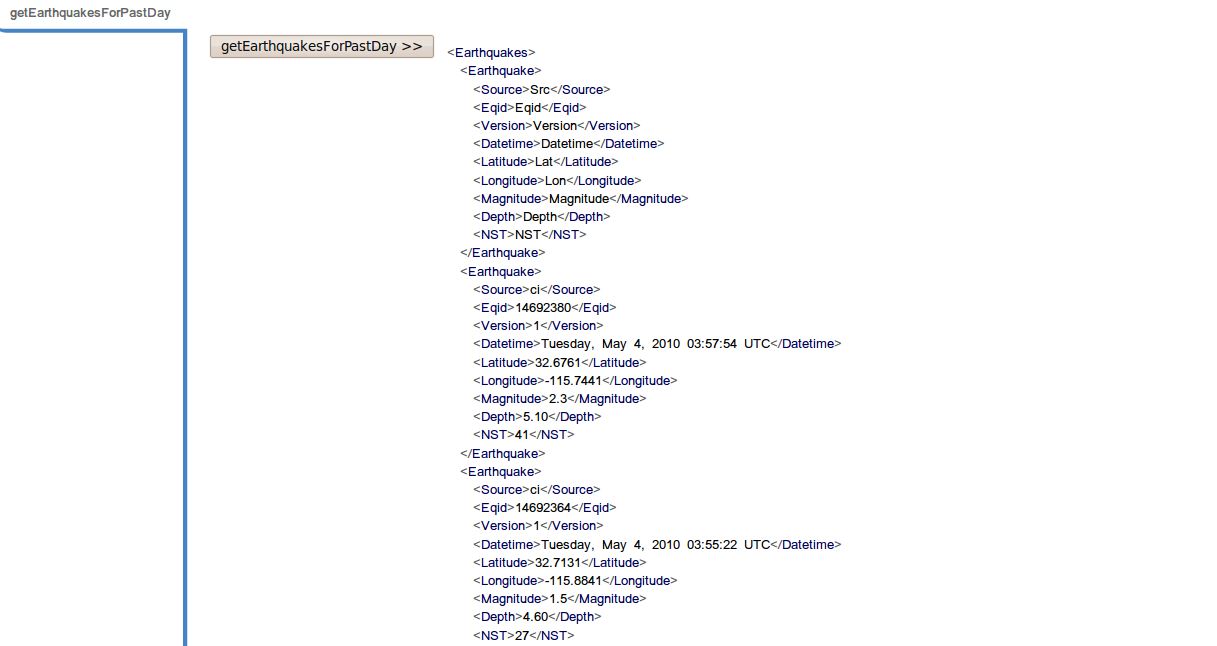 getEarthquakesForPastDay
getEarthquakesForPastDay >>
<Earthquakes>
<Earthquake>
<Source>Src</Source>
<Eqid>Eqid</Eqid>
<Version>Version</Version>
<Datetime>Datetime</Datetime>
<Latitude>Lat</Latitude>
<Longitude>Lon</Longitude>
<Magnitude>Magnitude</Magnitude>
<Depth>Depth</Depth>
<NST>NST</NST>
</Earthquake>
<Earthquake>
<Source>ci</Source>
<Eqid>14692380</Eqid>
<Version>1</Version>
<Datetime>Tuesday, May 4, 2010 03:57:54 UTC</Datetime>
<Latitude>32.6761</Latitude>
<Longitude>-115.7441</Longitude>
<Magnitude>2.3</Magnitude>
<Depth>5.10</Depth>
<NST>41</NST>
</Earthquake>
<Earthquake>
<Source>ci</Source>
<Eqid>14692364</Eqid>
<Version>1</Version>
<Datetime>Tuesday, May 4, 2010 03:55:22 UTC</Datetime>
<Latitude>32.7131</Latitude>
<Longitude>-115.8841</Longitude>
<Magnitude>1.5</Magnitude>
<Depth>4.60</Depth>
<NST>27</NST>